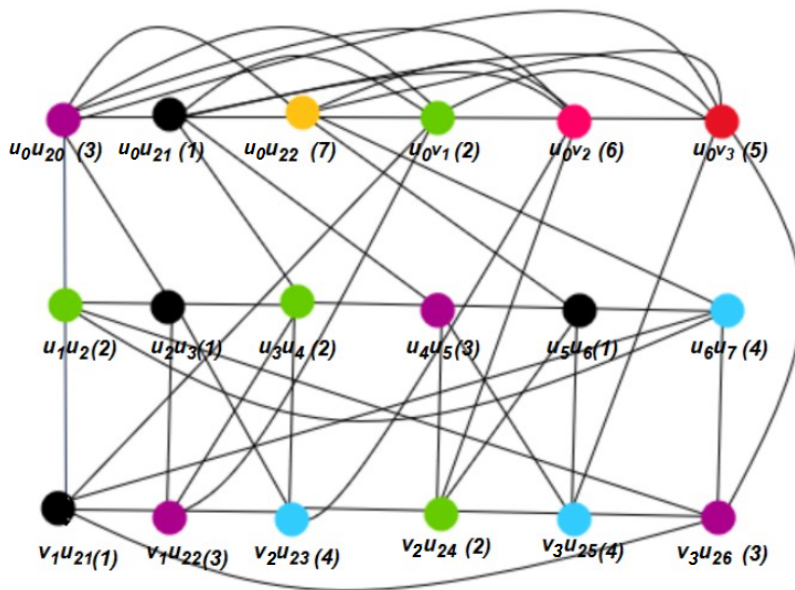 u₀u₂₀ (3) u₀u₂₁ (1) u₀u₂₂ (7) u₀v₁ (2) u₀v₂ (6) u₀v₃ (5)
u₁u₂(2) u₂u₃(1) u₃u₄ (2) u₄u₅(3) u₅u₆(1) u₆u₇ (4)
v₁u₂₁(1) v₁u₂₂(3) v₂u₂₃ (4) v₂u₂₄ (2) v₃u₂₅(4) v₃u₂₆ (3)